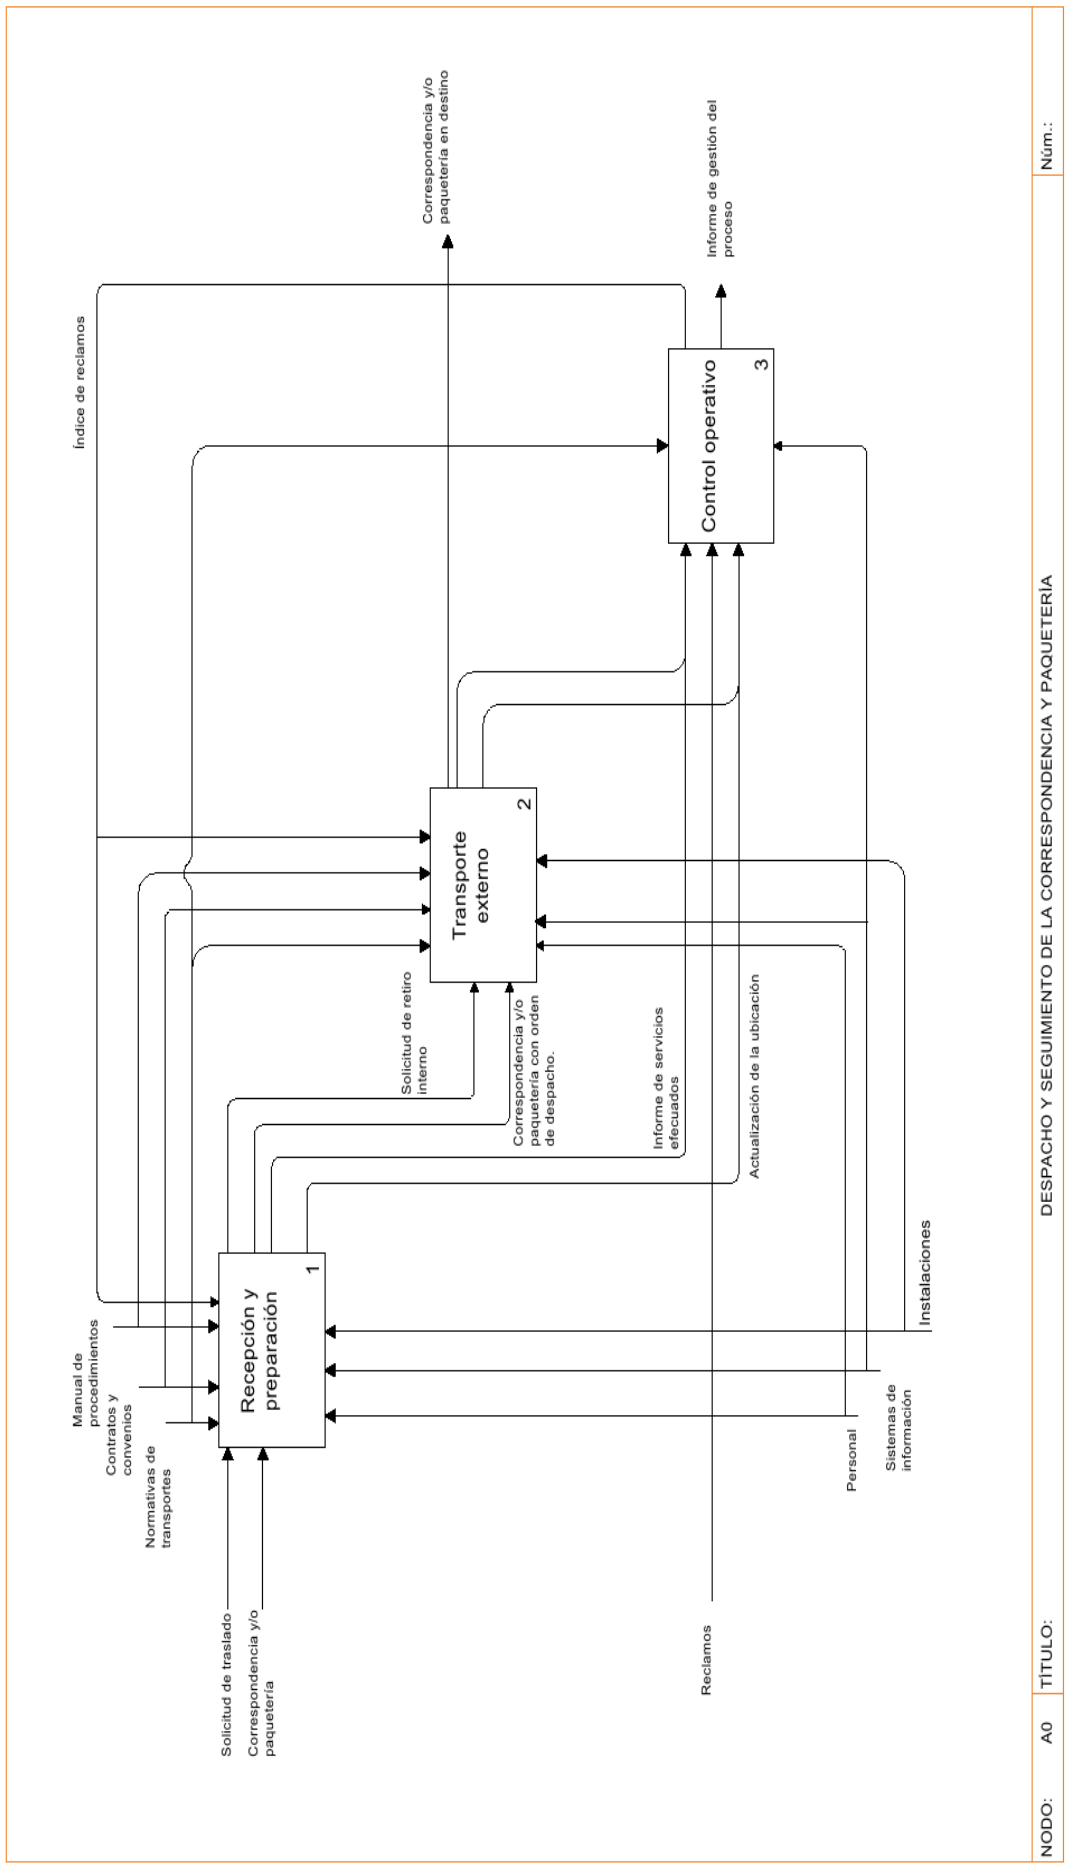 Índice de reclamos
Manual de
procedimientos
Contratos y
convenios
Normativas de
transportes
Solicitud de traslado
Correspondencia y/o
paquetería
Recepción y
preparación
1
Solicitud de retiro
interno
Correspondencia y/o
paquetería con orden
de despacho.
Transporte
externo
2
Correspondencia y/o
paquetería en destino
Informe de servicios
efecuados
Actualización de la ubicación
Reclamos
Control operativo
3
Informe de gestión del
proceso
Personal
Sistemas de
información
Instalaciones
NODO:
A0
TÍTULO:
DESPACHO Y SEGUIMIENTO DE LA CORRESPONDENCIA Y PAQUETERÍA
Núm.: